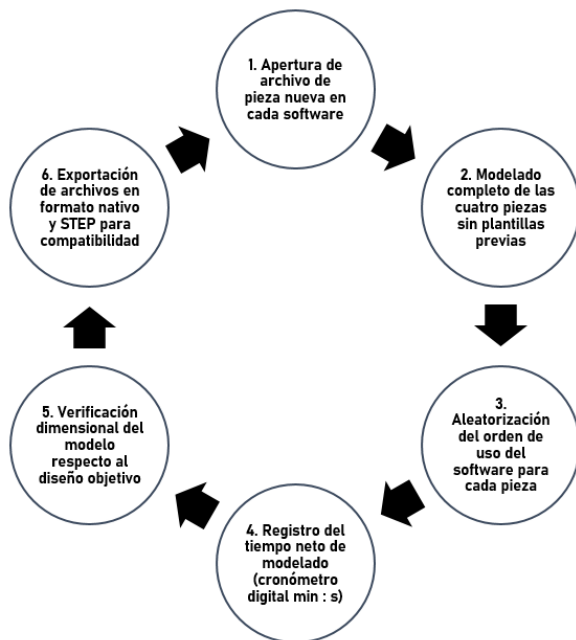 1. Apertura de
archivo de
pieza nueva en
cada software
2. Modelado
completo de las
cuatro piezas
sin plantillas
previas
3.
Aleatorización
del orden de
uso del
software para
cada pieza
4. Registro del
tiempo neto de
modelado
(cronómetro
digital min : s)
5. Verificación
dimensional del
modelo
respecto al
diseño objetivo
6. Exportación
de archivos en
formato nativo
y STEP para
compatibilidad